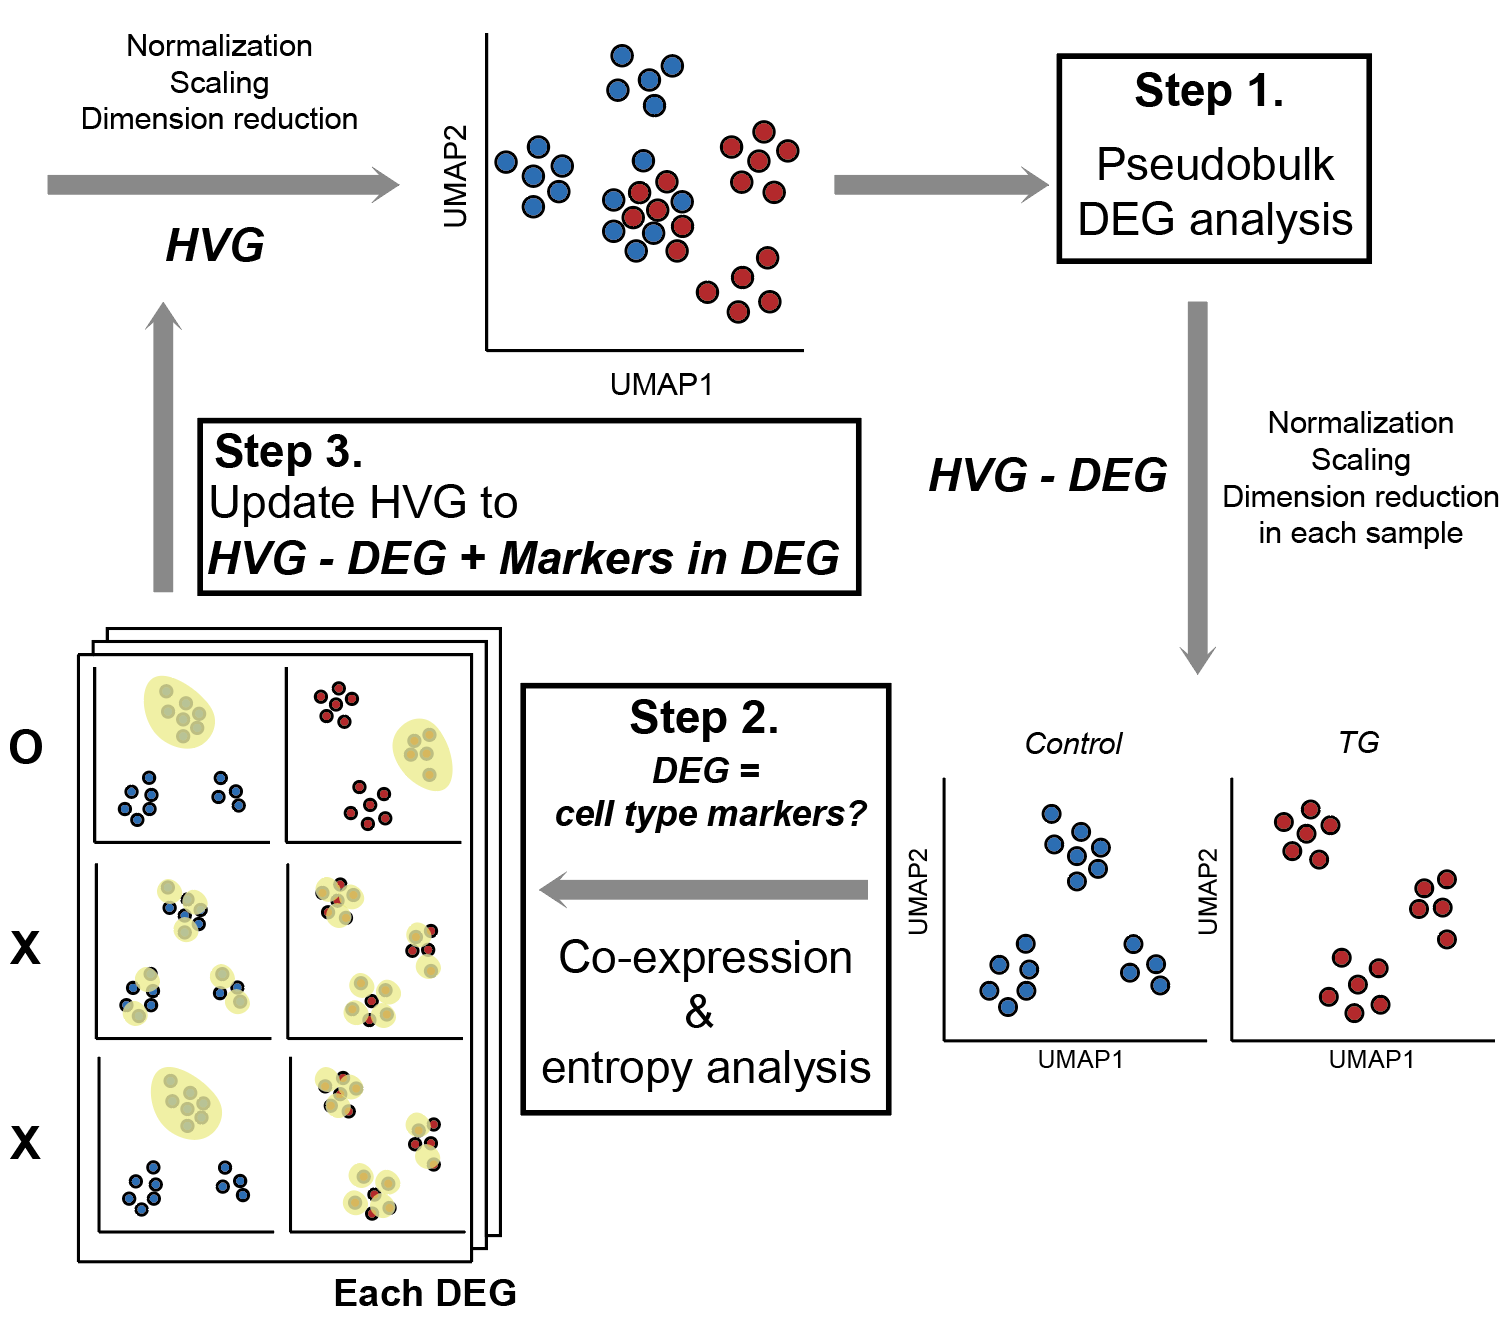 Normalization
Scaling
Dimension reduction
HVG
UMAP2
UMAP1
Step 1.
Pseudobulk
DEG analysis
HVG - DEG
Normalization
Scaling
Dimension reduction
in each sample
Control
UMAP2
UMAP1
TG
UMAP2
UMAP1
Step 2.
DEG =
cell type markers?
Co-expression
&
entropy analysis
O
X
X
Each DEG
Step 3.
Update HVG to
HVG - DEG + Markers in DEG